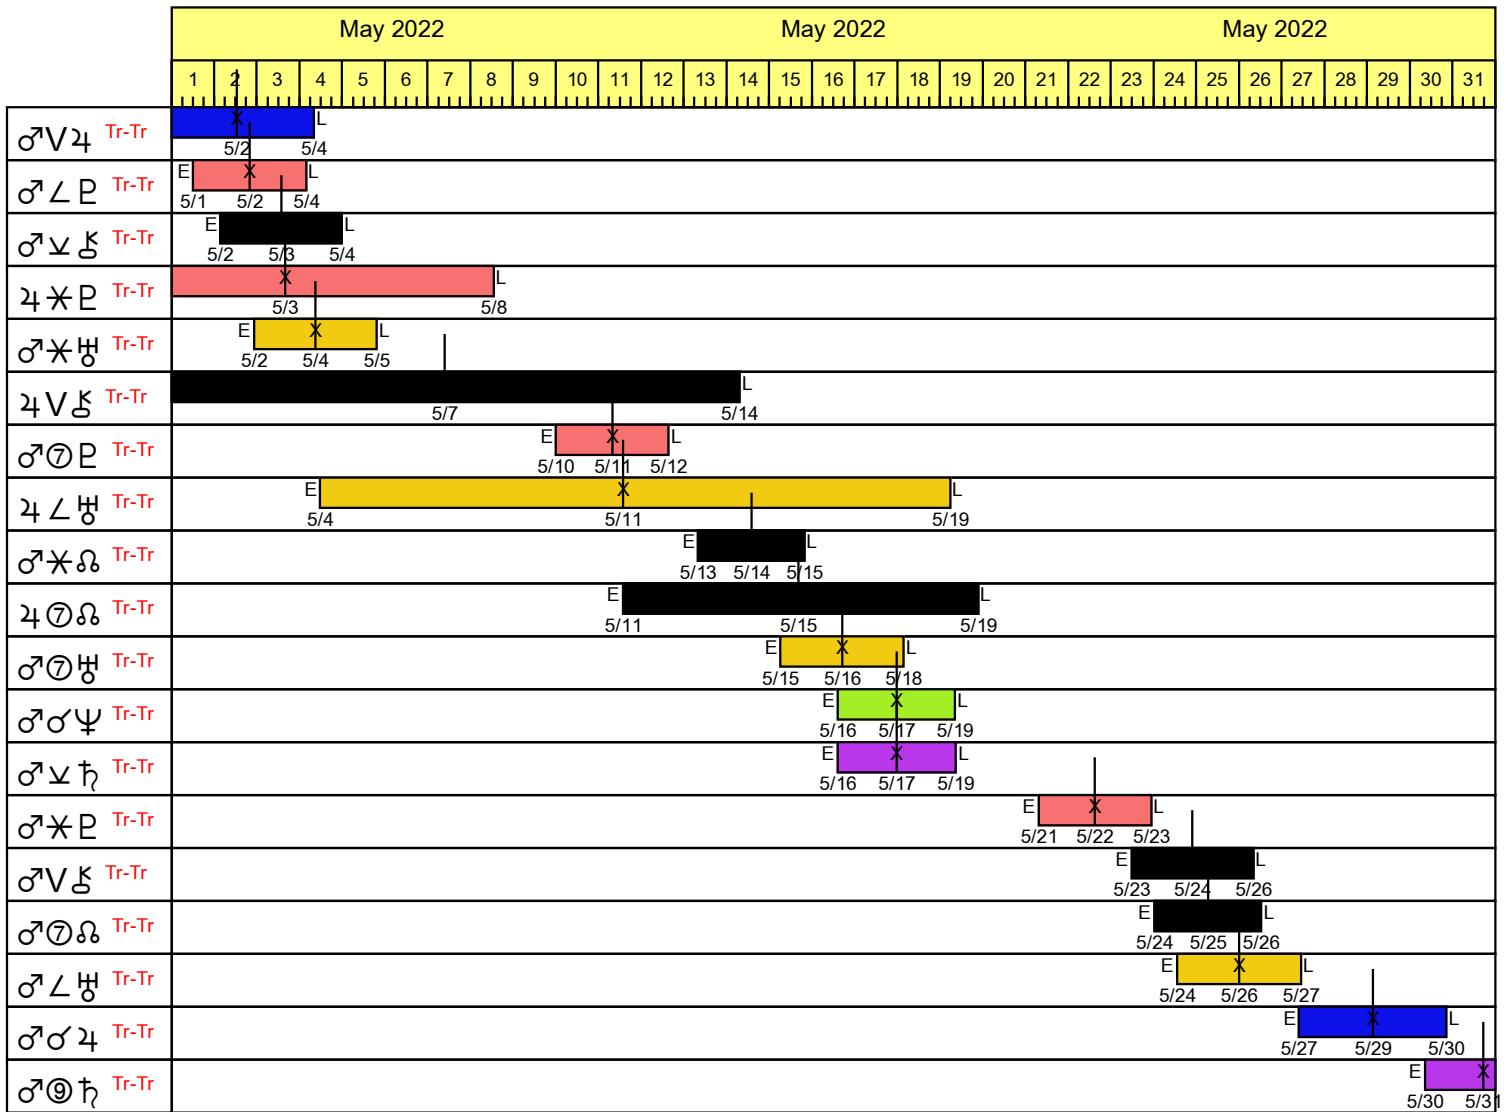 May 2022 May 2022 May 2022
1 2 3 4 5 6 7 8 9 10 11 12 13 14 15 16 17 18 19 20 21 22 23 24 25 26 27 28 29 30 31
♂V♃ Tr-Tr X L
5/2 5/4
♂∠♇ Tr-Tr E X L
5/1 5/2 5/4
♂⚺⚷ Tr-Tr E L
5/2 5/3 5/4
♃⚹♇ Tr-Tr X L
5/3 5/8
♂⚹♅ Tr-Tr E X L
5/2 5/4 5/5
♃V⚷ Tr-Tr L
5/7 5/14
♂⑦♇ Tr-Tr E X L
5/10 5/11 5/12
♃∠♅ Tr-Tr E X L
5/4 5/11 5/19
♂⚹☊ Tr-Tr E L
5/13 5/14 5/15
♃⑦☊ Tr-Tr E L
5/11 5/15 5/19
♂⑦♅ Tr-Tr E X L
5/15 5/16 5/18
♂☌♆ Tr-Tr E X L
5/16 5/17 5/19
♂⚺♄ Tr-Tr E X L
5/16 5/17 5/19
♂⚹♇ Tr-Tr E X L
5/21 5/22 5/23
♂V⚷ Tr-Tr E L
5/23 5/24 5/26
♂⑦☊ Tr-Tr E L
5/24 5/25 5/26
♂∠♅ Tr-Tr E X L
5/24 5/26 5/27
♂☌♃ Tr-Tr E X L
5/27 5/29 5/30
♂⑨♄ Tr-Tr E X
5/30 5/31